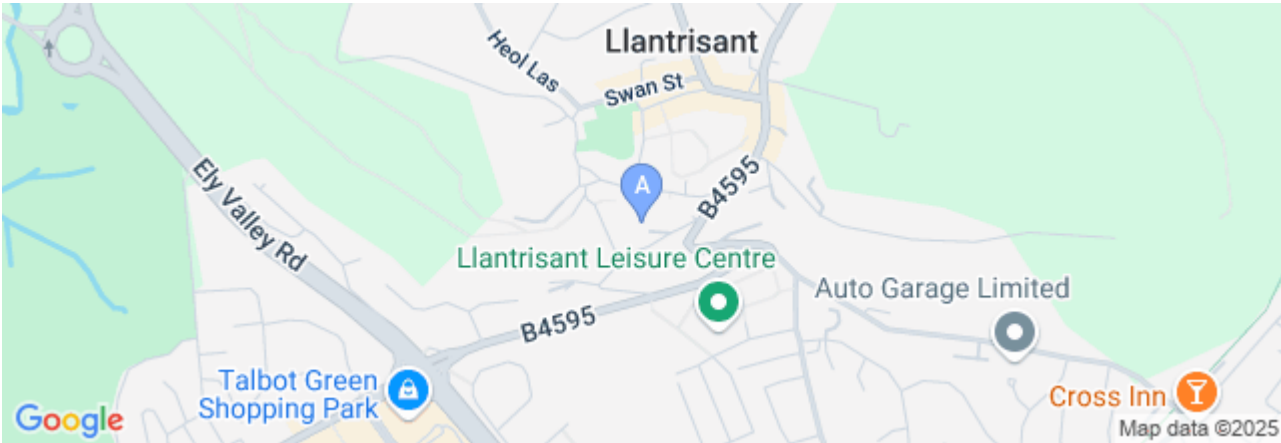 Llantrisant
Heol Las
Swan St
A
Ely Valley Rd
B4595
Llantrisant Leisure Centre
Auto Garage Limited
B4595
Talbot Green
Shopping Park
Cross Inn
Google
Map data ©2025